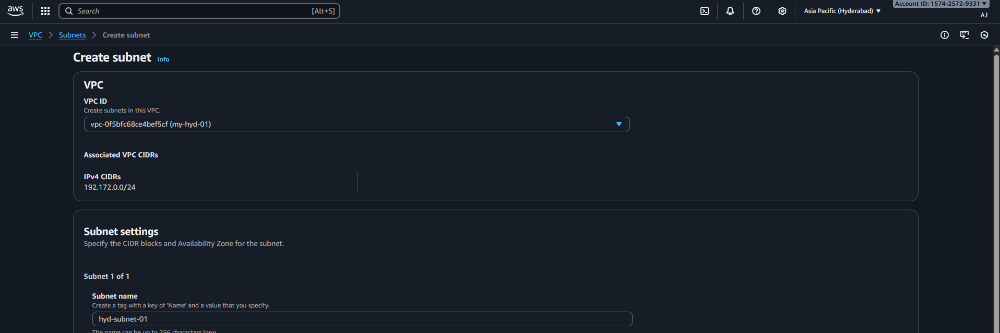 aws
Search [Alt+S]
Asia Pacific (Hyderabad)
Account ID: 1574-2572-9331
AJ
VPC Subnets Create subnet
Create subnet Info
VPC
VPC ID
Create subnets in this VPC.
vpc-0f5bfc68ce4bef5cf (my-hyd-01)
Associated VPC CIDRs
IPv4 CIDRs
192.172.0.0/24
Subnet settings
Specify the CIDR blocks and Availability Zone for the subnet.
Subnet 1 of 1
Subnet name
Create a tag with a key of 'Name' and a value that you specify.
hyd-subnet-01
The name can be up to 256 characters long.